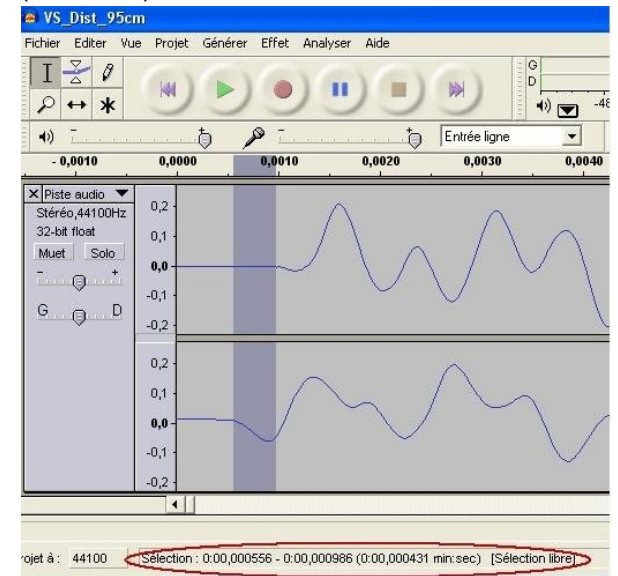 VS_Dist_95cm
Fichier Editer Vue Projet Générer Effet Analyser Aide
G
D
-48
Entrée ligne
- 0,0010 0,0000 0,0010 0,0020 0,0030 0,0040
Piste audio
Stéréo,44100Hz
32-bit float
Muet Solo
- +
G D
0,2
0,1
0,0
-0,1
-0,2
0,2
0,1
0,0
-0,1
-0,2
rojet à : 44100 Sélection : 0:00,000556 - 0:00,000986 (0:00,000431 min:sec) [Sélection libre]